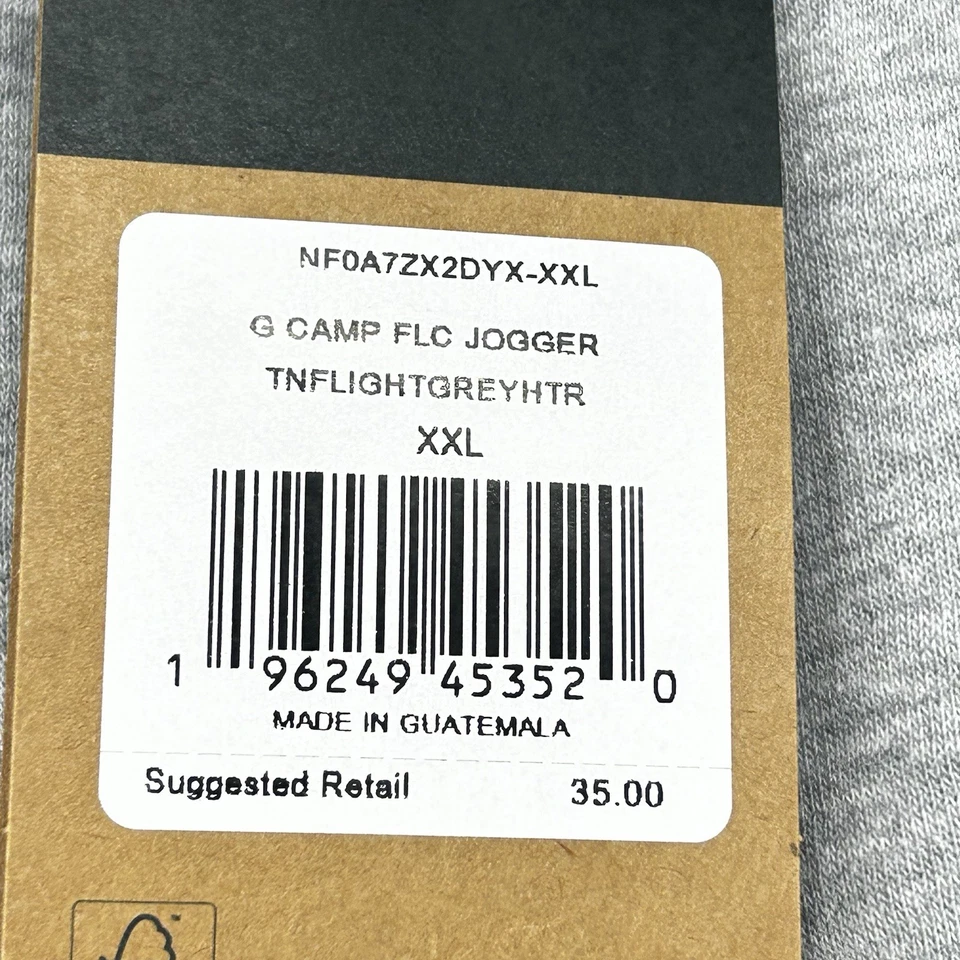 NF0A7ZX2DYX-XXL
G CAMP FLC JOGGER
TNFLIGHTGREYHTR
XXL
1 96249 45352 0
MADE IN GUATEMALA
Suggested Retail 35.00